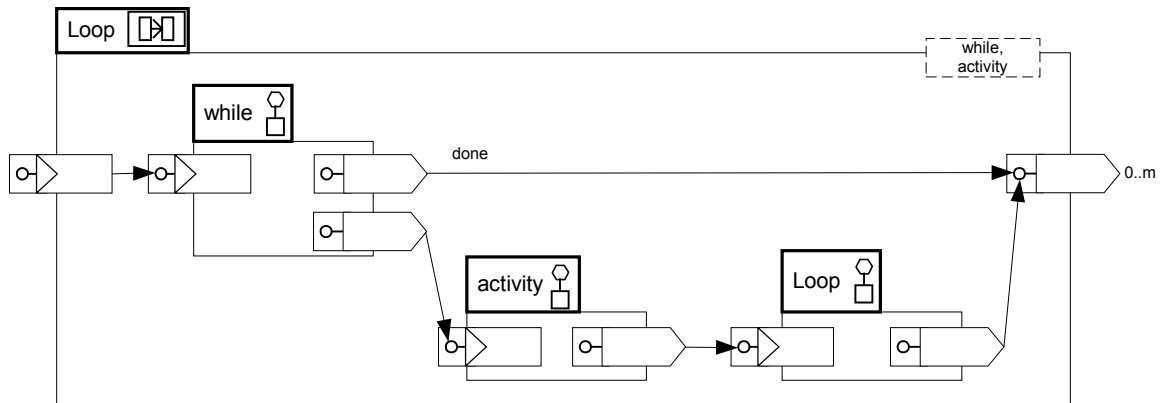 Loop
while,
activity
while
done
0..m
activity
Loop